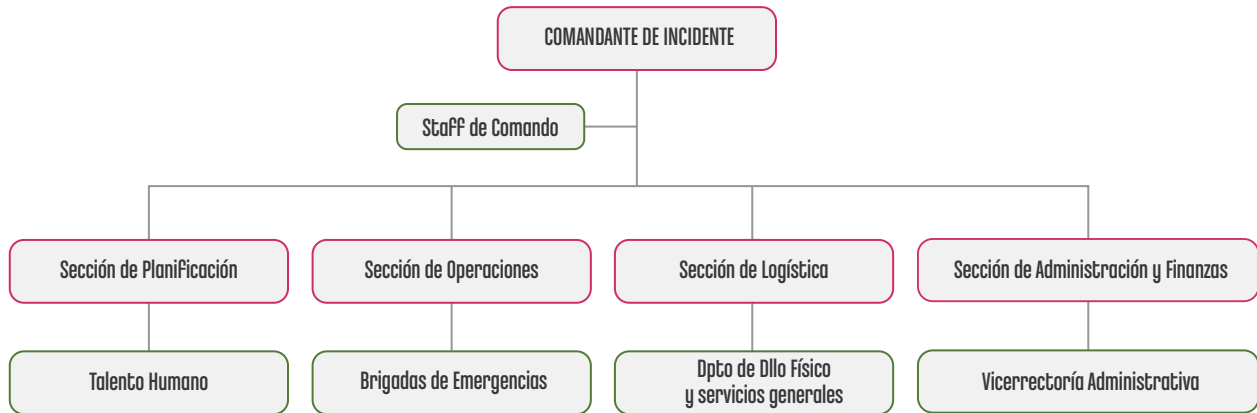 COMANDANTE DE INCIDENTE
Staff de Comando
Sección de Planificación
Sección de Operaciones
Sección de Logística
Sección de Administración y Finanzas
Talento Humano
Brigadas de Emergencias
Dpto de Dllo Físico
y servicios generales
Vicerrectoría Administrativa